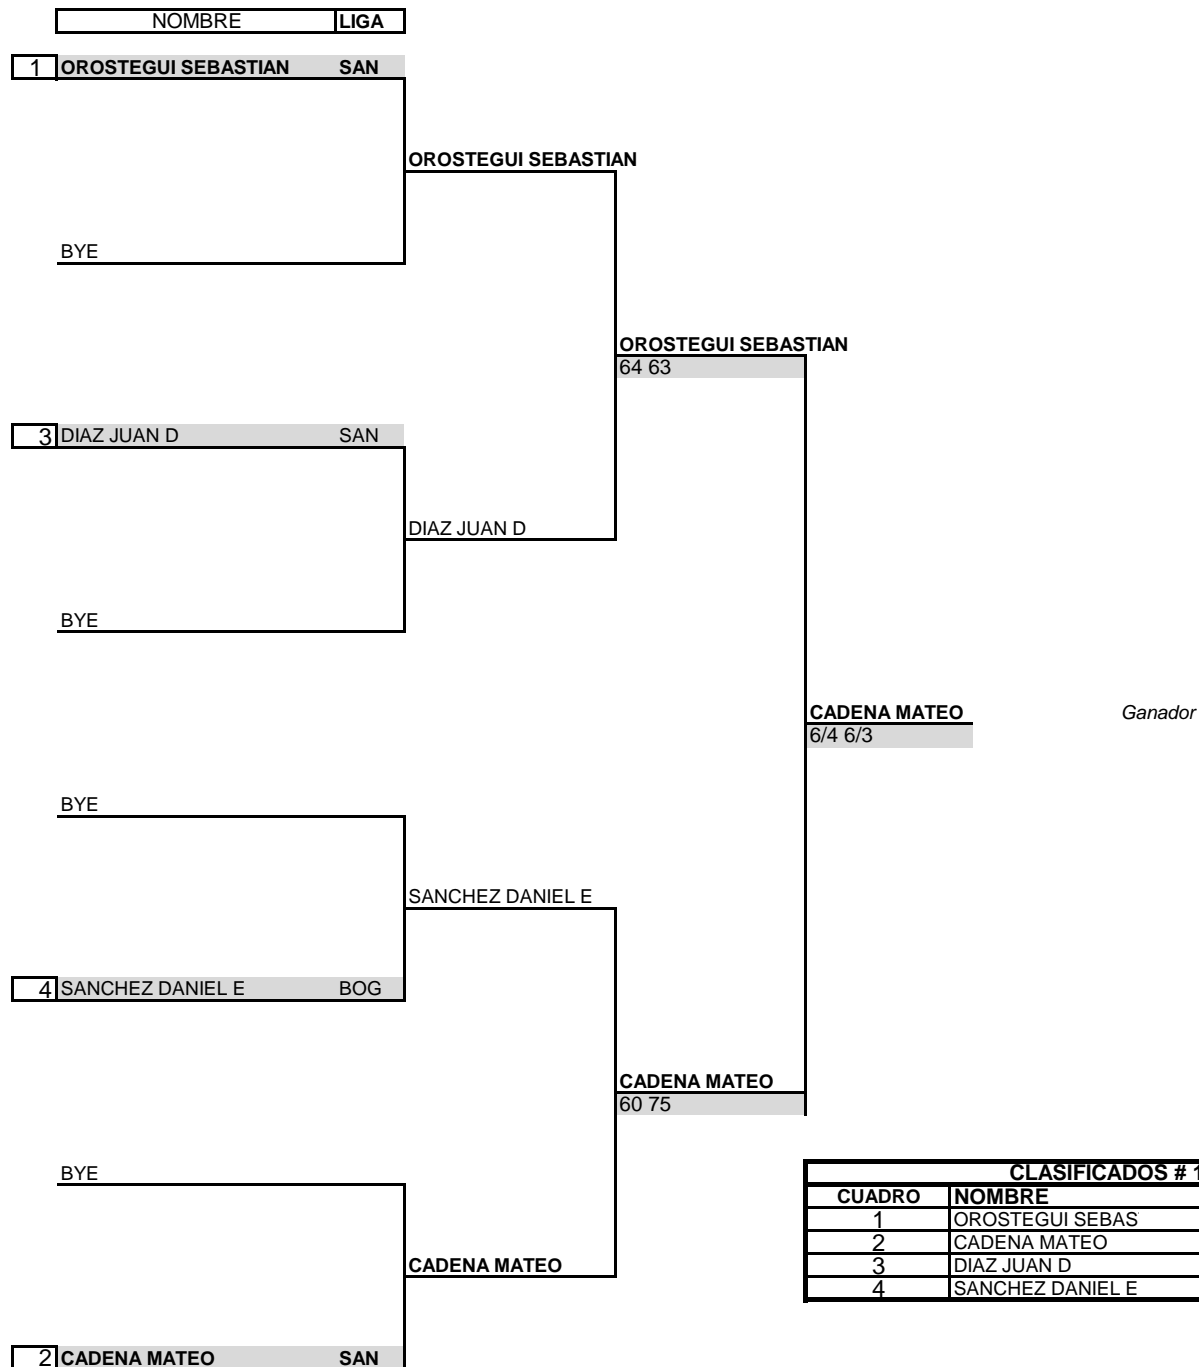 NOMBRE LIGA
1 OROSTEGUI SEBASTIAN SAN
OROSTEGUI SEBASTIAN
BYE
OROSTEGUI SEBASTIAN
64 63
3 DIAZ JUAN D SAN
DIAZ JUAN D
BYE
CADENA MATEO Ganador
6/4 6/3
BYE
SANCHEZ DANIEL E
4 SANCHEZ DANIEL E BOG
CADENA MATEO
60 75
BYE
CLASIFICADOS # 1
CUADRO NOMBRE
1 OROSTEGUI SEBAS
2 CADENA MATEO
3 DIAZ JUAN D
4 SANCHEZ DANIEL E
CADENA MATEO
2 CADENA MATEO SAN